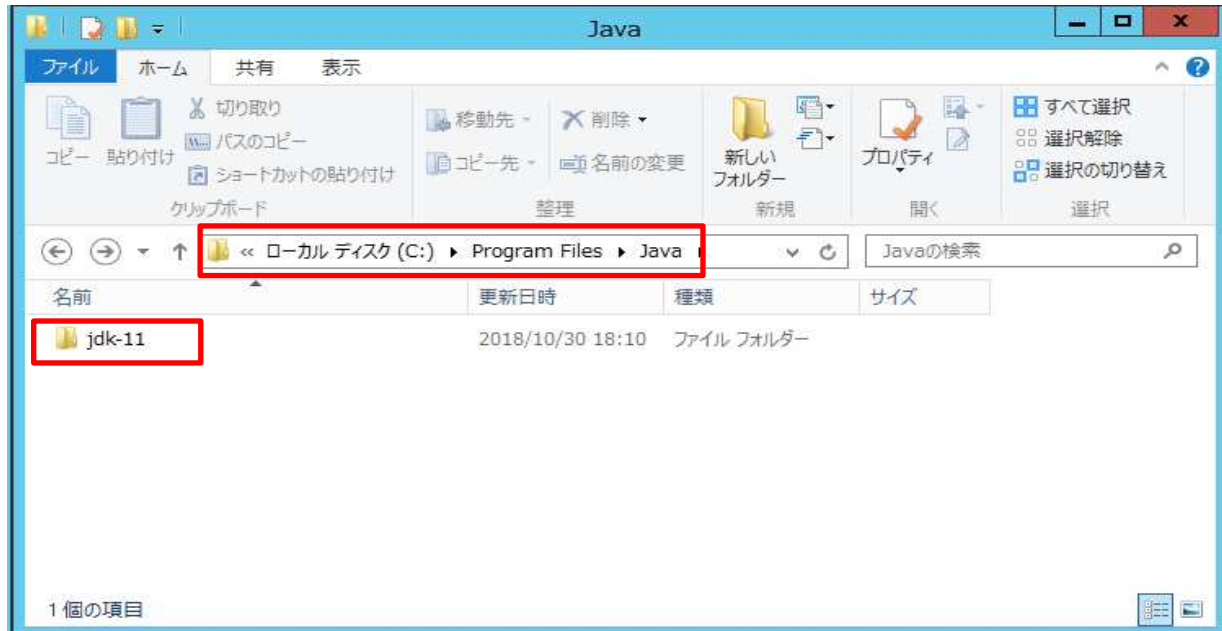 Java
ファイル ホーム 共有 表示
コピー 貼り付け 切り取り パスのコピー ショートカットの貼り付け
移動先 コピー先 削除 名前の変更
新しい
フォルダー
プロパティ
すべて選択
選択解除
選択の切り替え
クリップボード 整理 新規 開く 選択
« ローカル ディスク (C:) Program Files Java Javaの検索
名前 更新日時 種類 サイズ
jdk-11 2018/10/30 18:10 ファイル フォルダー
1 個の項目